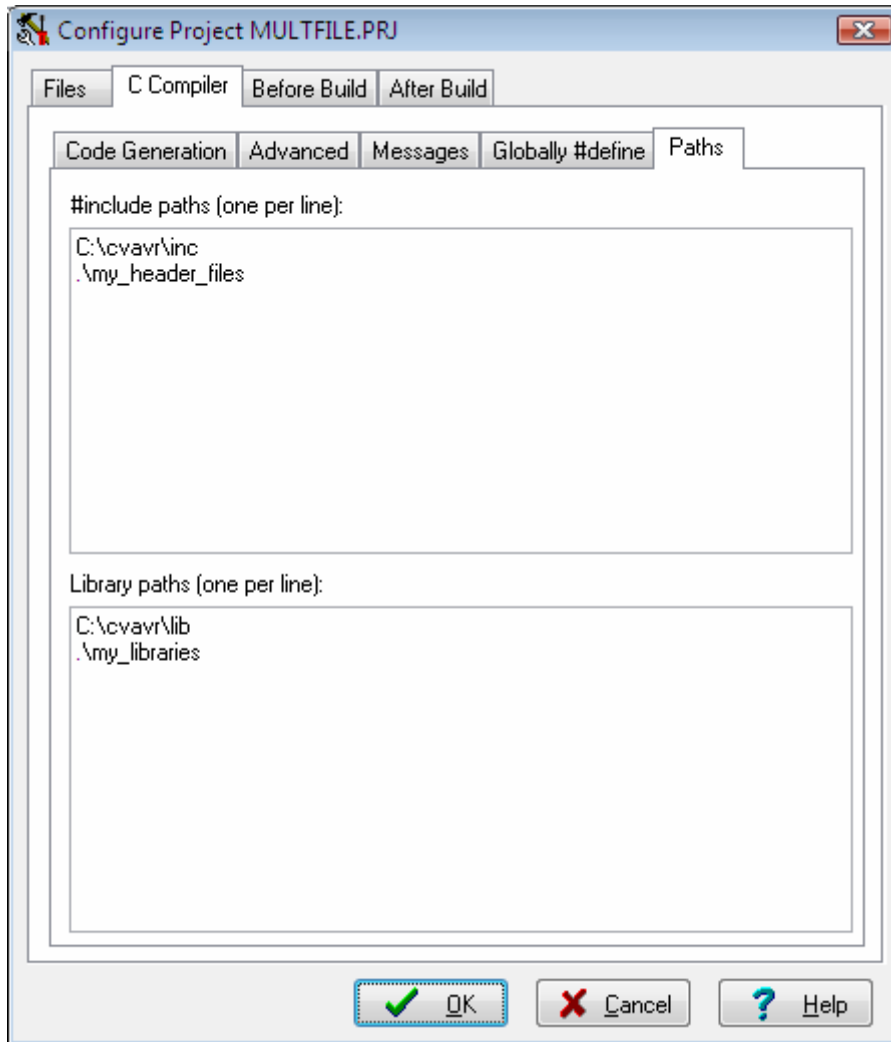 Configure Project MULTFILE.PRJ
Files C Compiler Before Build After Build
Code Generation Advanced Messages Globally #define Paths
#include paths (one per line):
C:\cvavr\inc
.\my_header_files
Library paths (one per line):
C:\cvavr\lib
.\my_libraries
OK Cancel ? Help